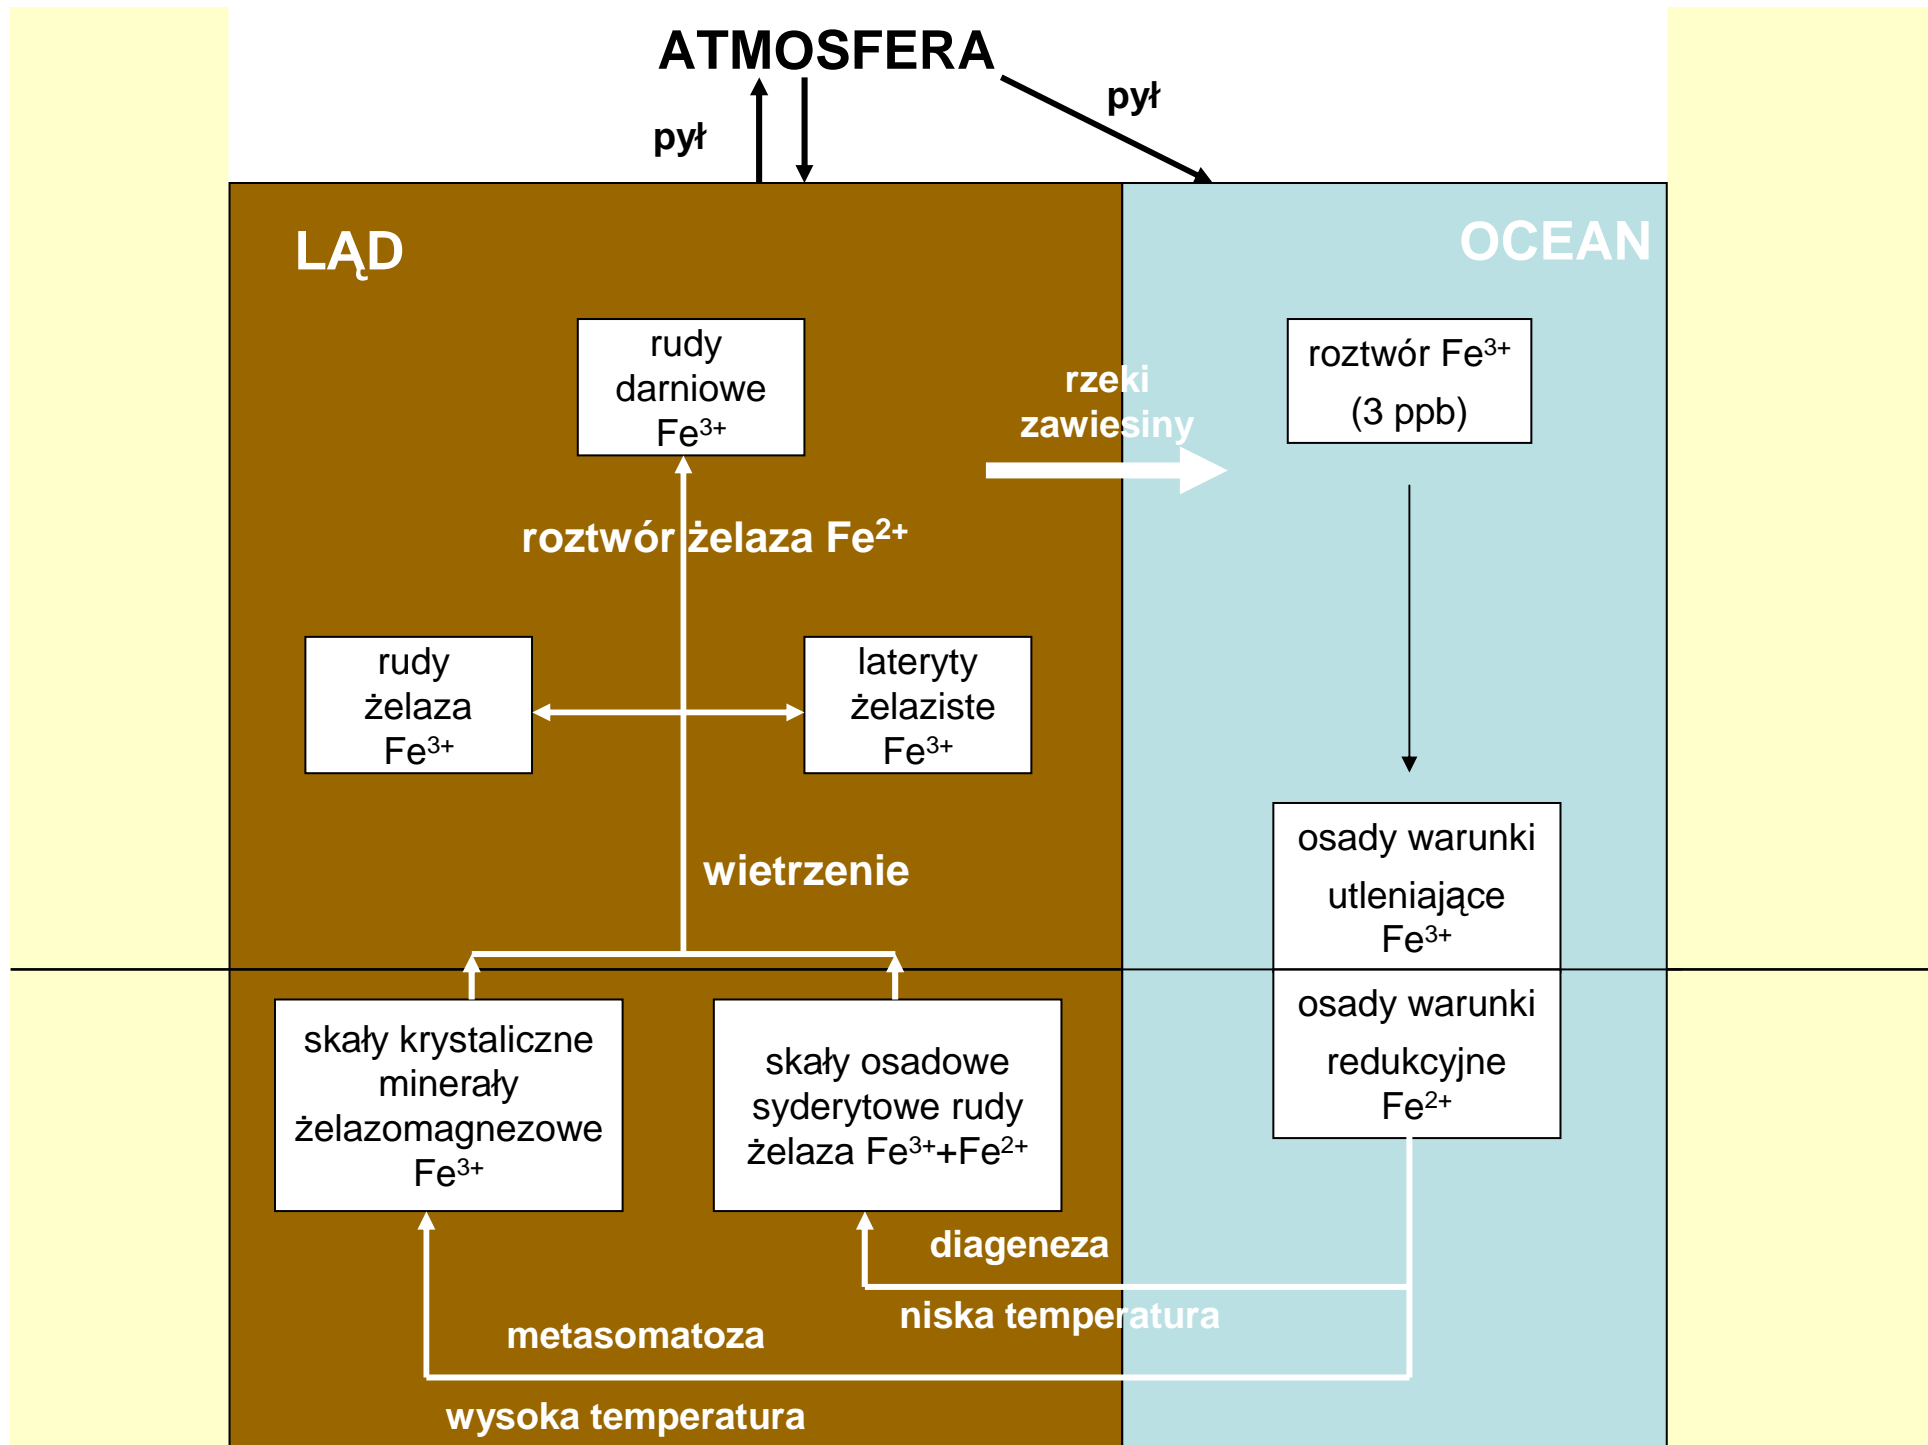 ATMOSFERA
pył
pył
LĄD
OCEAN
rudy
darniowe
Fe³⁺
rzeki
zawiesiny
roztwór Fe³⁺
(3 ppb)
roztwór żelaza Fe²⁺
rudy
żelaza
Fe³⁺
lateryty
żelaziste
Fe³⁺
wietrzenie
osady warunki
utleniające
Fe³⁺
skały krystaliczne
minerały
żelazomagnezowe
Fe³⁺
skały osadowe
syderytowe rudy
żelaza Fe³⁺+Fe²⁺
osady warunki
redukcyjne
Fe²⁺
diageneza
niska temperatura
metasomatoza
wysoka temperatura